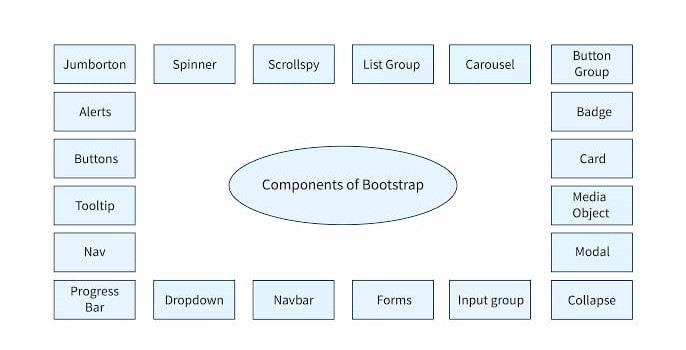 Jumborton
Spinner
Scrollspy
List Group
Carousel
Button
Group
Alerts
Badge
Buttons
Card
Components of Bootstrap
Tooltip
Media
Object
Nav
Modal
Progress
Bar
Dropdown
Navbar
Forms
Input group
Collapse